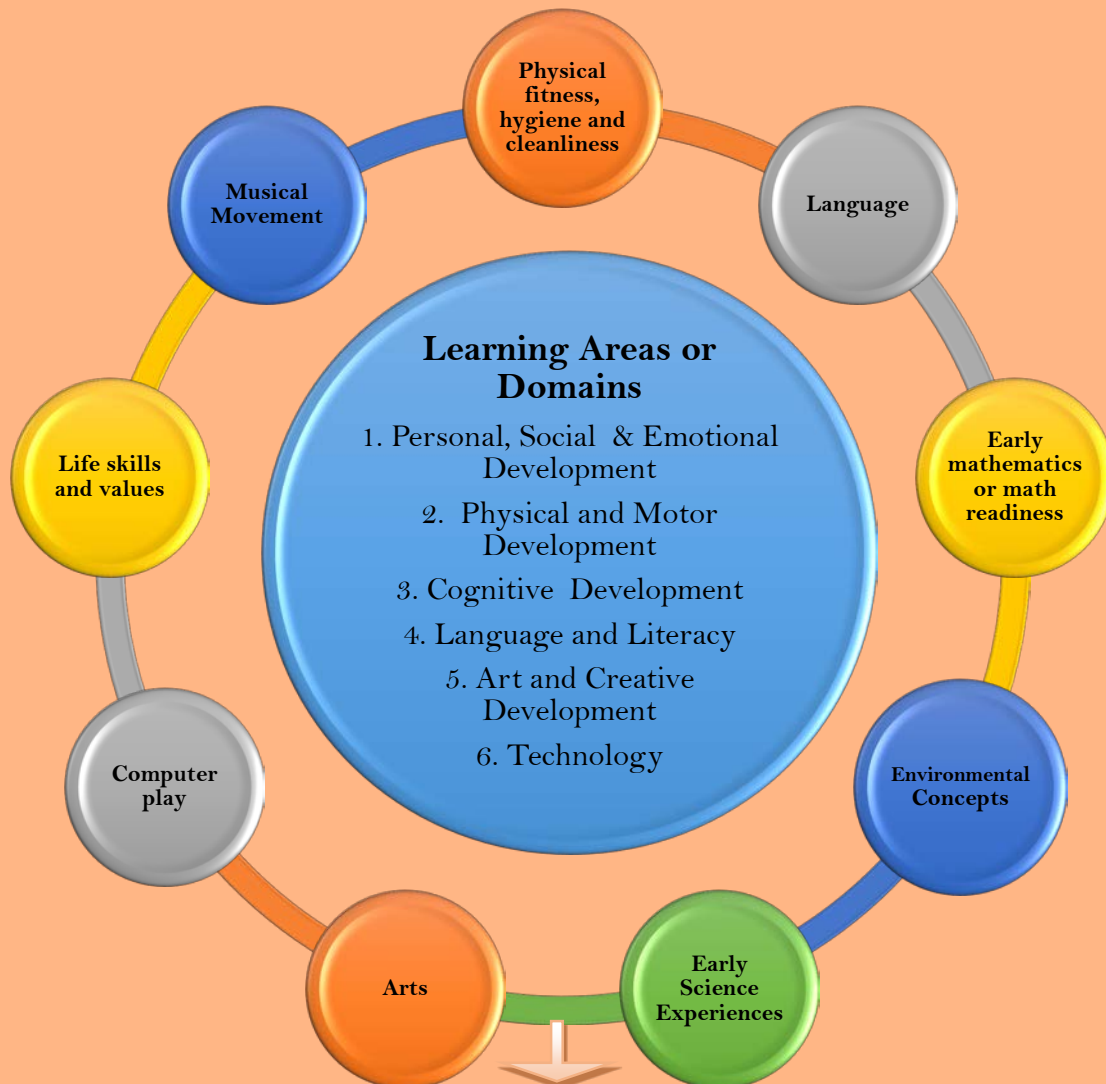 Physical
fitness,
hygiene and
cleanliness
Language
Early
mathematics
or math
readiness
Environmental
Concepts
Early
Science
Experiences
Arts
Computer
play
Life skills
and values
Musical
Movement
Learning Areas or
Domains
1. Personal, Social & Emotional
Development
2. Physical and Motor
Development
3. Cognitive Development
4. Language and Literacy
5. Art and Creative
Development
6. Technology